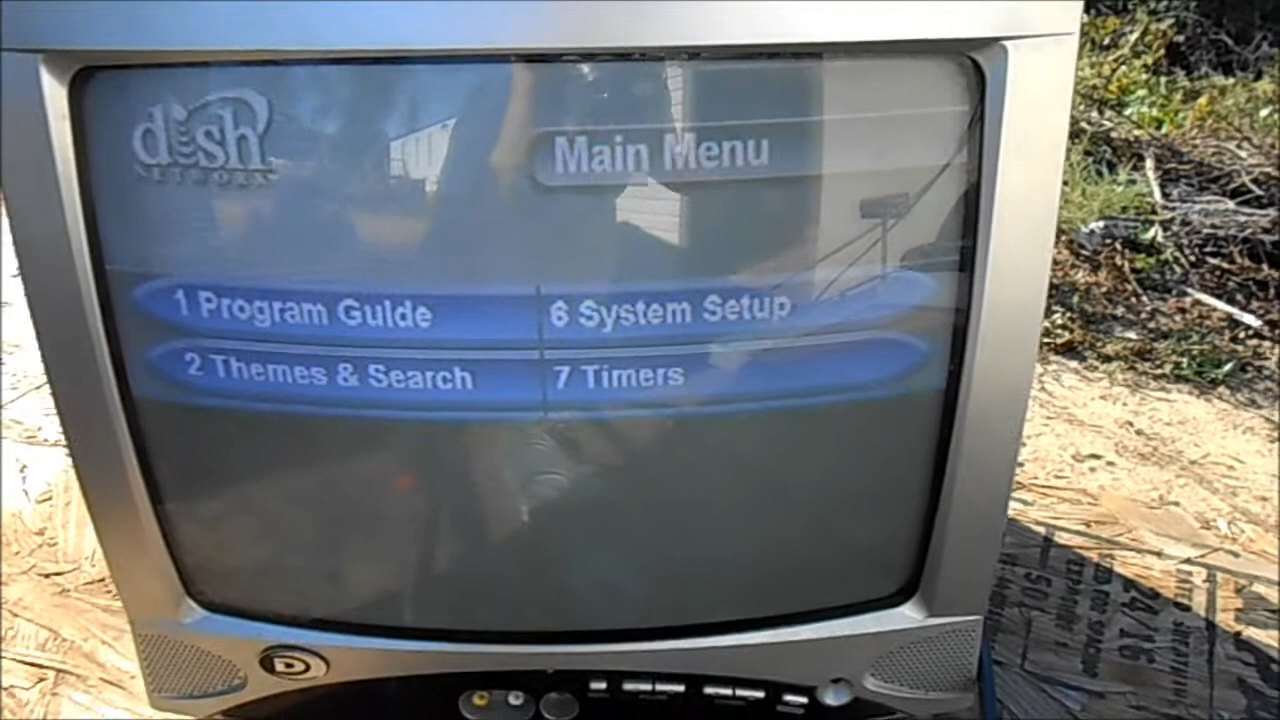 dish
NETWORK
Main Menu
1 Program Guide
6 System Setup
2 Themes & Search
7 Timers
D
24/16